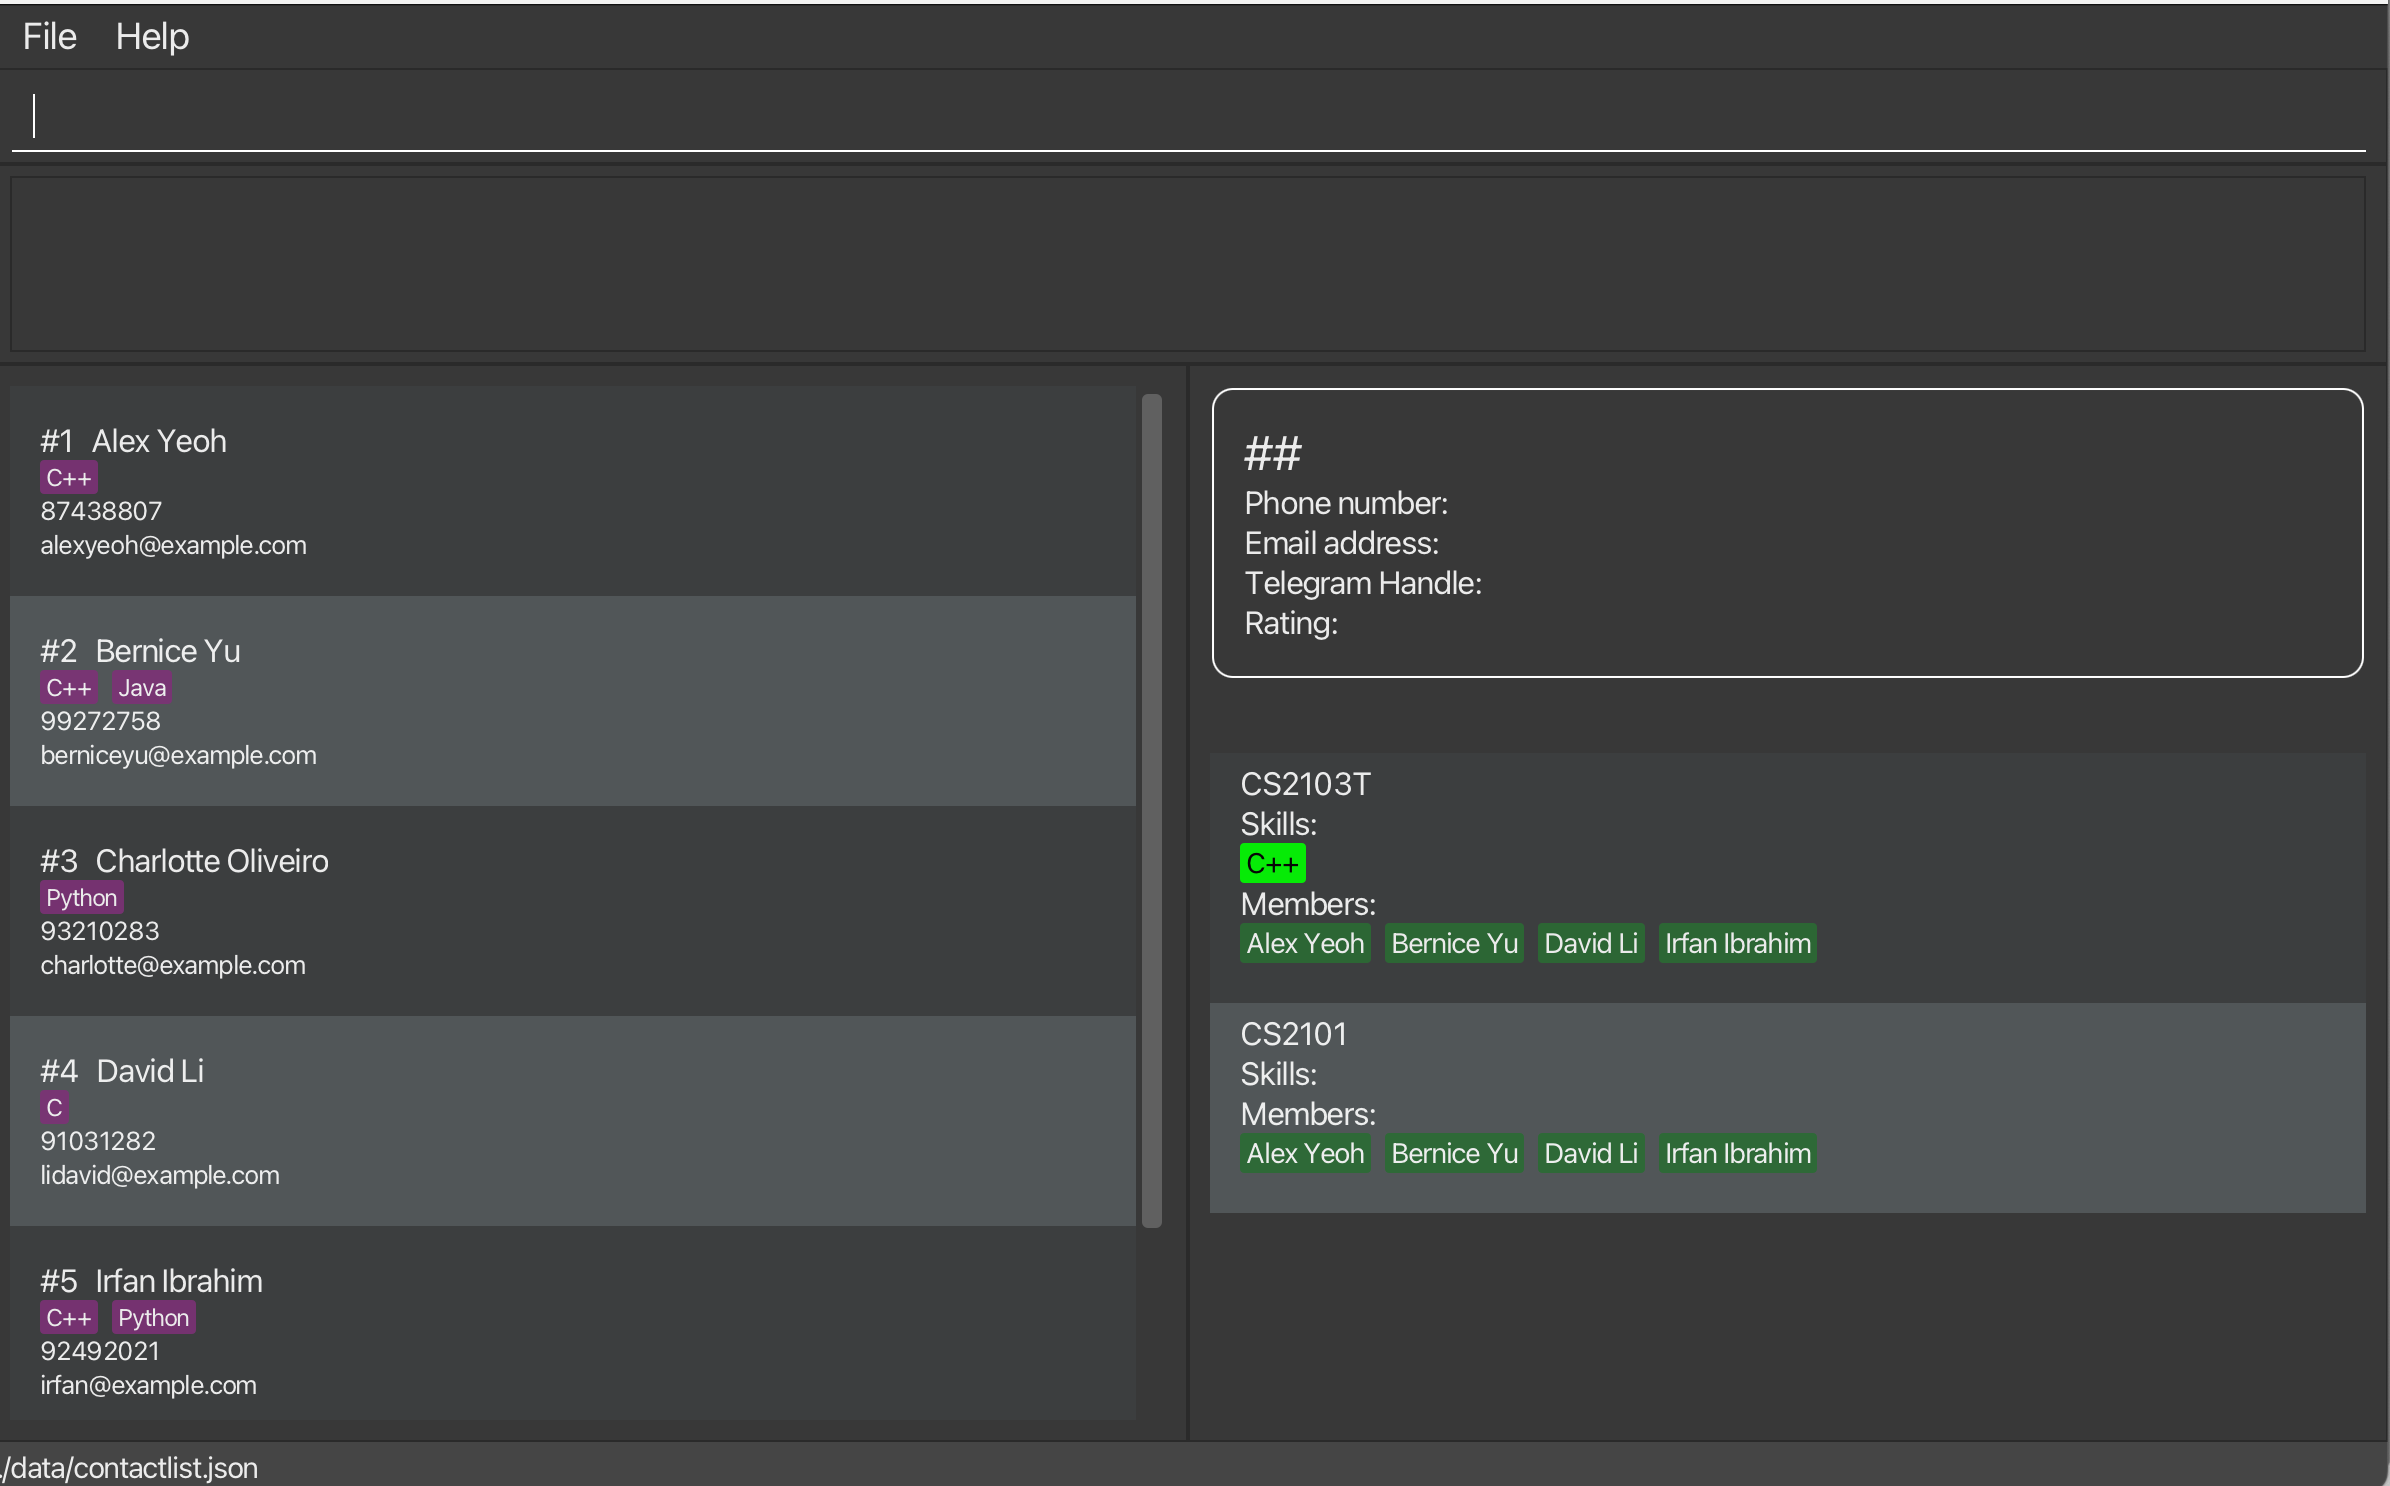 File Help
#1 Alex Yeoh
C++
87438807
alexyeoh@example.com
#2 Bernice Yu
C++ Java
99272758
berniceyu@example.com
#3 Charlotte Oliveiro
Python
93210283
charlotte@example.com
#4 David Li
C
91031282
lidavid@example.com
#5 Irfan Ibrahim
C++ Python
92492021
irfan@example.com
##
Phone number:
Email address:
Telegram Handle:
Rating:
CS2103T
Skills:
C++
Members:
Alex Yeoh Bernice Yu David Li Irfan Ibrahim
CS2101
Skills:
Members:
Alex Yeoh Bernice Yu David Li Irfan Ibrahim
./data/contactlist.json